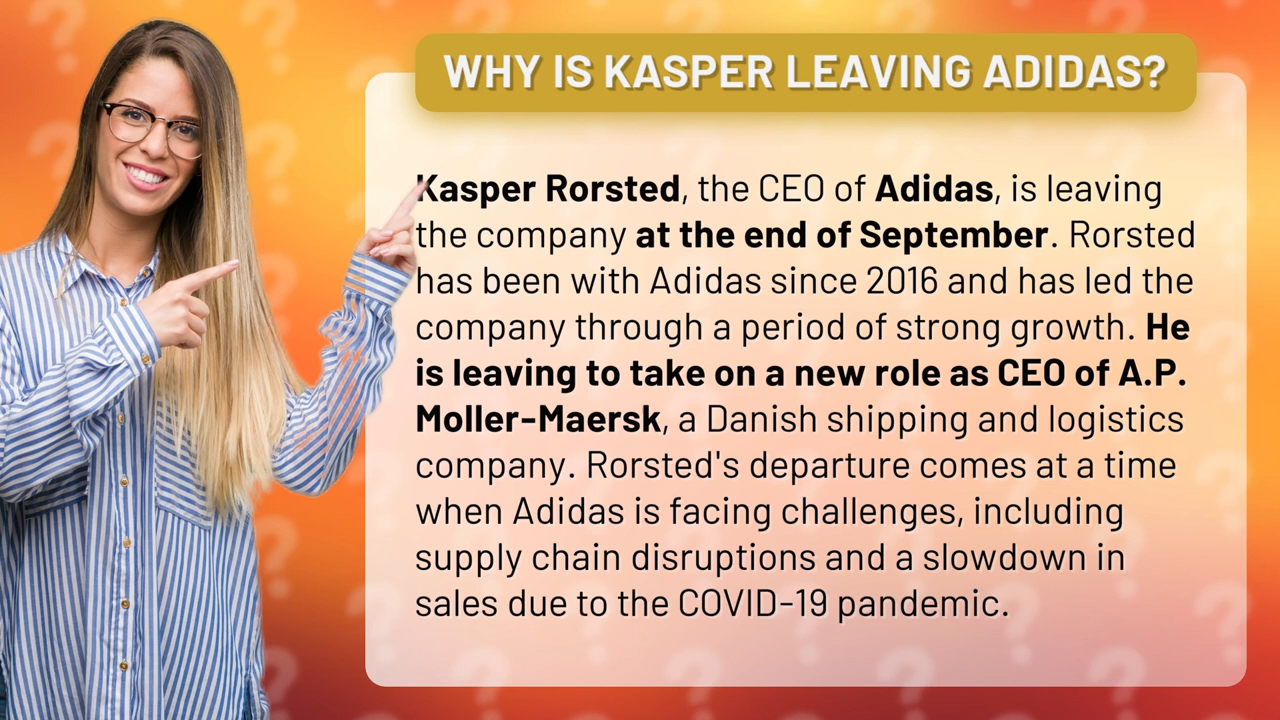 WHY IS KASPER LEAVING ADIDAS?
Kasper Rorsted, the CEO of Adidas, is leaving
the company at the end of September. Rorsted
has been with Adidas since 2016 and has led the
company through a period of strong growth. He
is leaving to take on a new role as CEO of A.P.
Moller-Maersk, a Danish shipping and logistics
company. Rorsted's departure comes at a time
when Adidas is facing challenges, including
supply chain disruptions and a slowdown in
sales due to the COVID-19 pandemic.